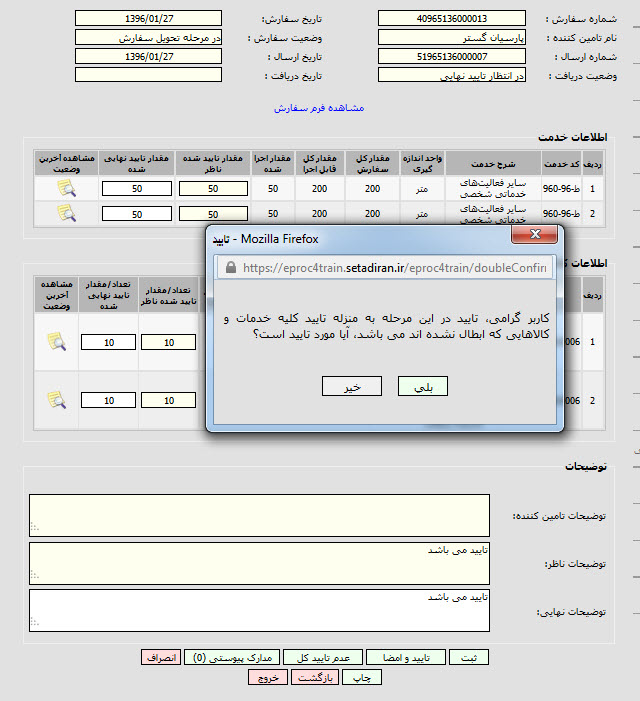 شماره سفارش : 40965136000013 تاریخ سفارش: 1396/01/27
نام تامین کننده : پارسیان گستر وضعیت سفارش : در مرحله تحویل سفارش
شماره ارسال : 51965136000007 تاریخ ارسال : 1396/01/27
وضعیت دریافت : در انتظار تایید نهایی تاریخ دریافت :
مشاهده فرم سفارش
اطلاعات خدمت
ردیف کد خدمت شرح خدمت واحد اندازه گیری مقدار کل سفارش مقدار کل قابل اجرا مقدار اجرا شده مقدار تایید شده ناظر مقدار تایید نهایی شده مشاهده آخرین وضعیت
1 ط-96-960 سایر فعالیت‌های خدماتی شخصی متر 200 200 50 50 50
2 ط-96-960 سایر فعالیت‌های خدماتی شخصی متر 200 200 50 50 50
تایید - Mozilla Firefox
https://eproc4train.setadiran.ir/eproc4train/doubleConfirm
کاربر گرامی، تایید در این مرحله به منزله تایید کلیه خدمات و
کالاهایی که ابطال نشده اند می باشد، آیا مورد تایید است؟
بلي
خیر
اطلاعات
ردیف تعداد/مقدار تایید شده ناظر تعداد/مقدار تایید نهایی شده مشاهده آخرین وضعیت
1 006 10 10
2 006 10 10
توضیحات
توضیحات تامین کننده:
توضیحات ناظر: تایید می باشد
توضیحات نهایی: تایید می باشد
ثبت تایید و امضا عدم تایید کل مدارک پیوستی (0) انصراف
چاپ بازگشت خروج